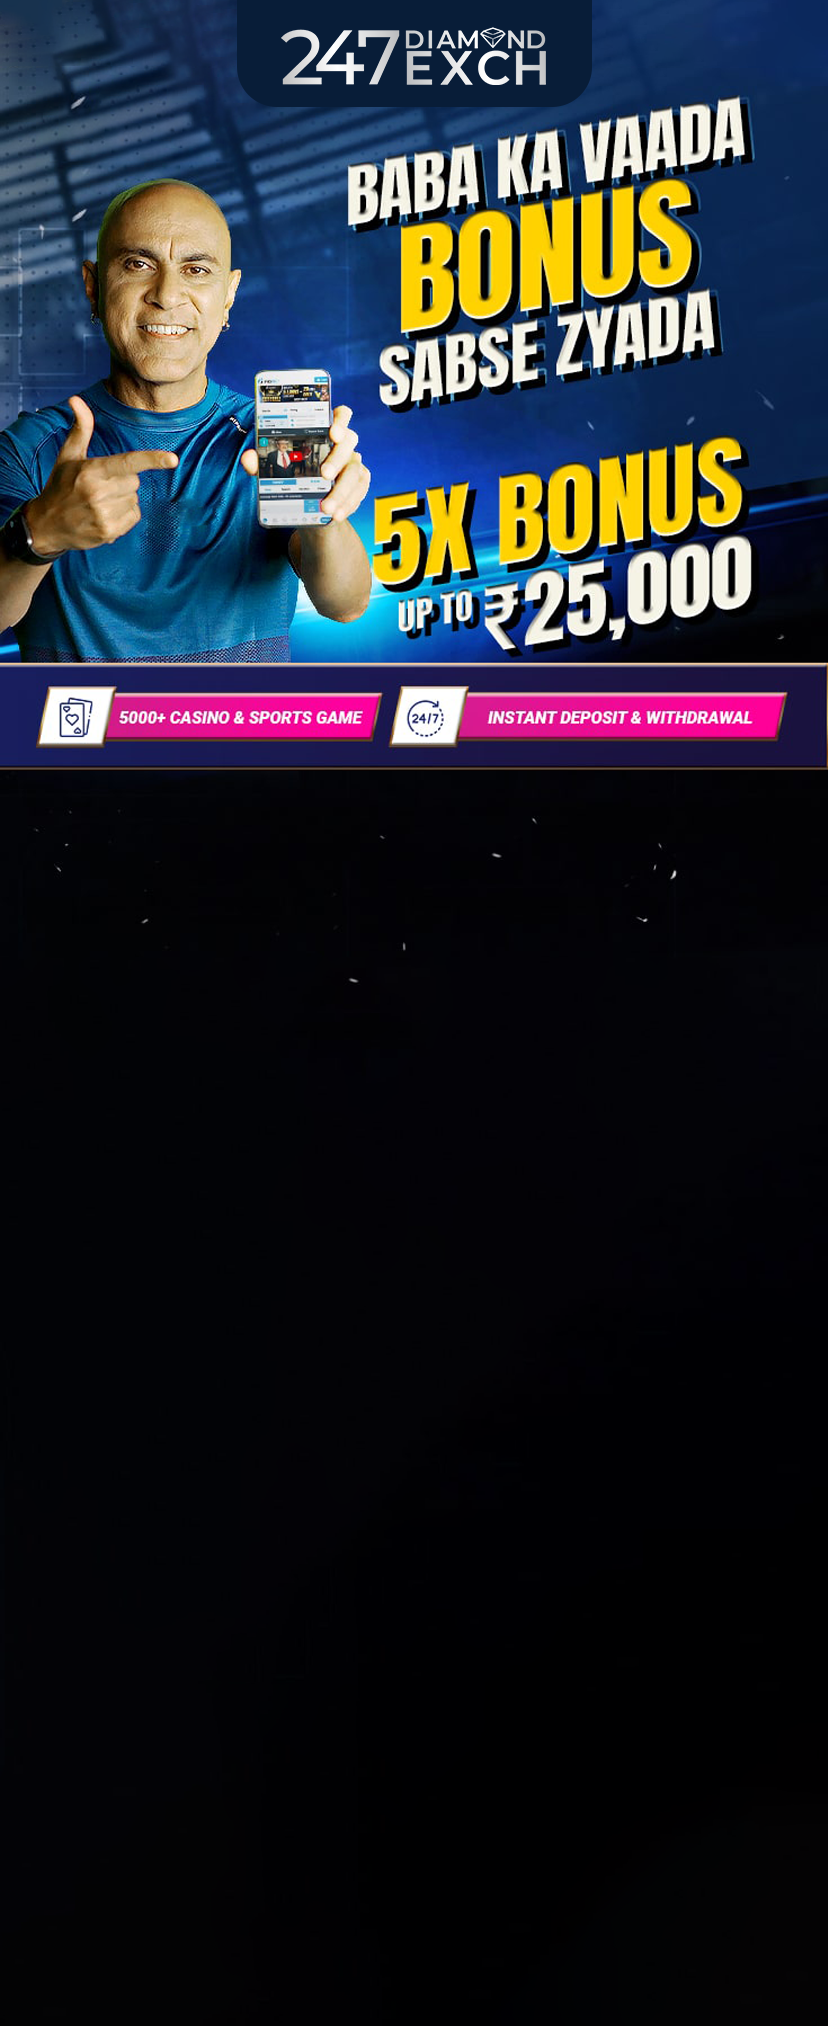 247 DIAMOND
EXCH
BABA KA VAADA
BONUS
SABSE ZYADA
5X BONUS
UP TO ₹25,000
5000+ CASINO & SPORTS GAME
24/7
INSTANT DEPOSIT & WITHDRAWAL